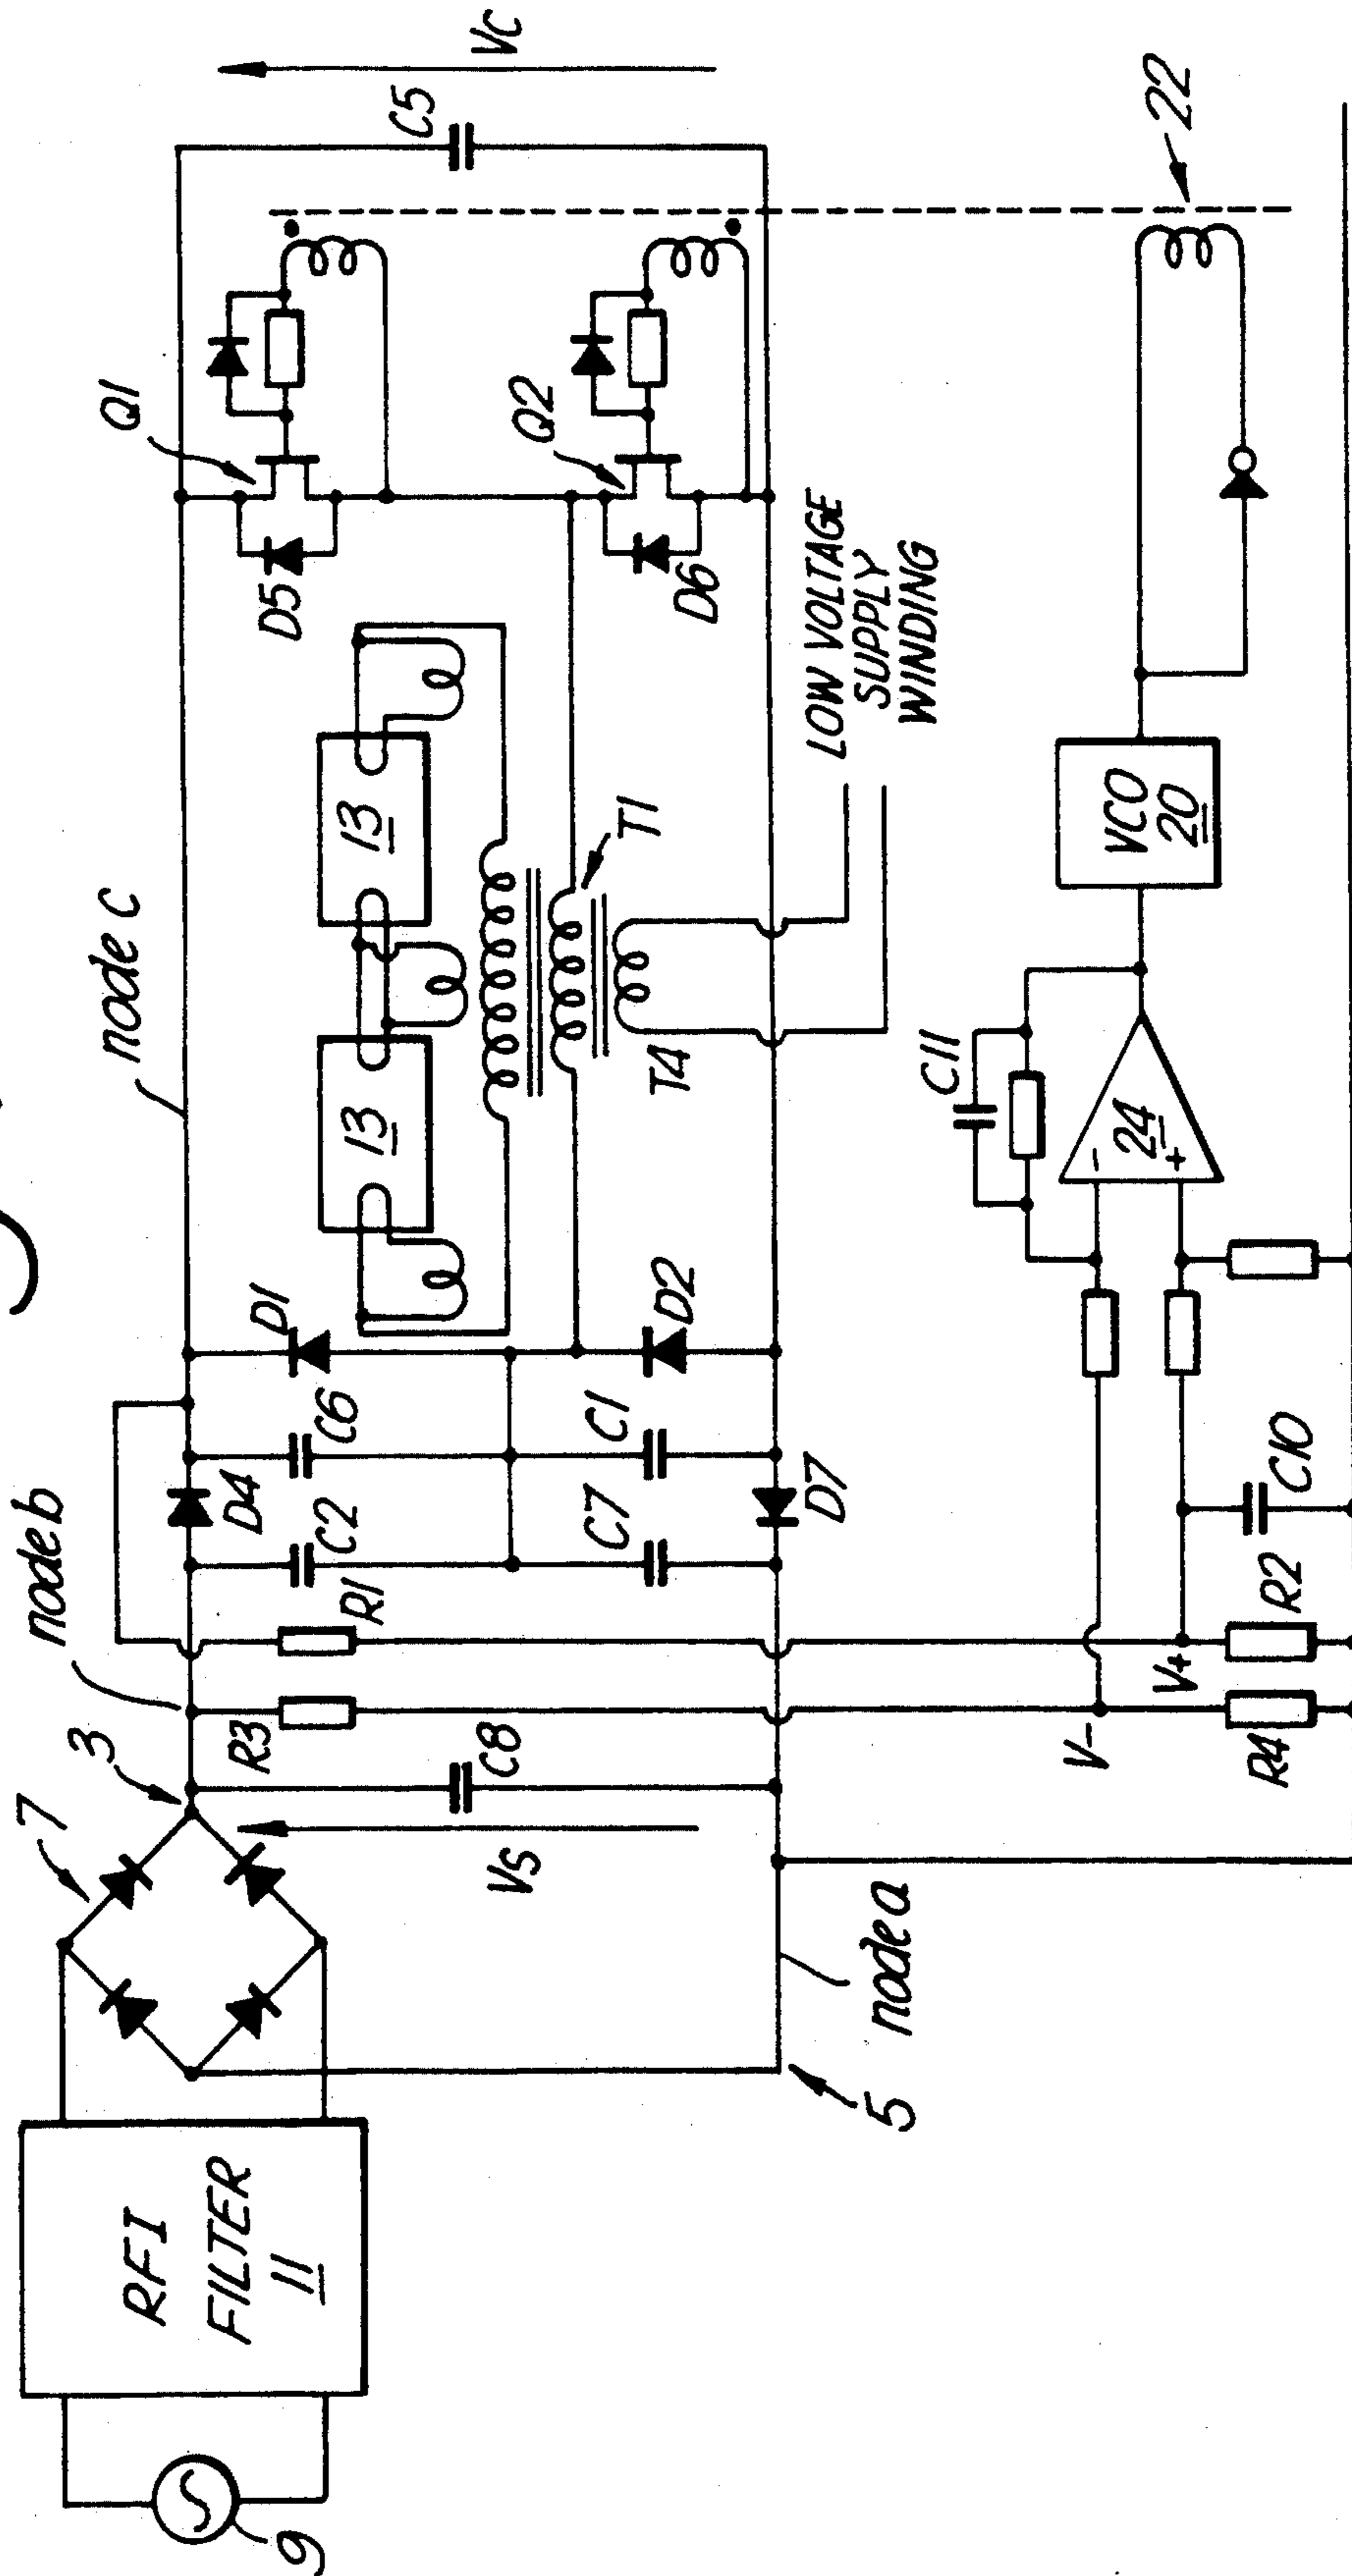 node c
node b
3
7
RFI
FILTER
11
9
Vs
C8
R3
R1
C2
D4
C6
D1
C7
C1
D2
D7
13
13
T1
T4
Q1
D5
Q2
D6
C5
Vc
LOW VOLTAGE
SUPPLY
WINDING
node a
5
V-
V+
R4
R2
C10
C11
-
24
+
VCO
20
22